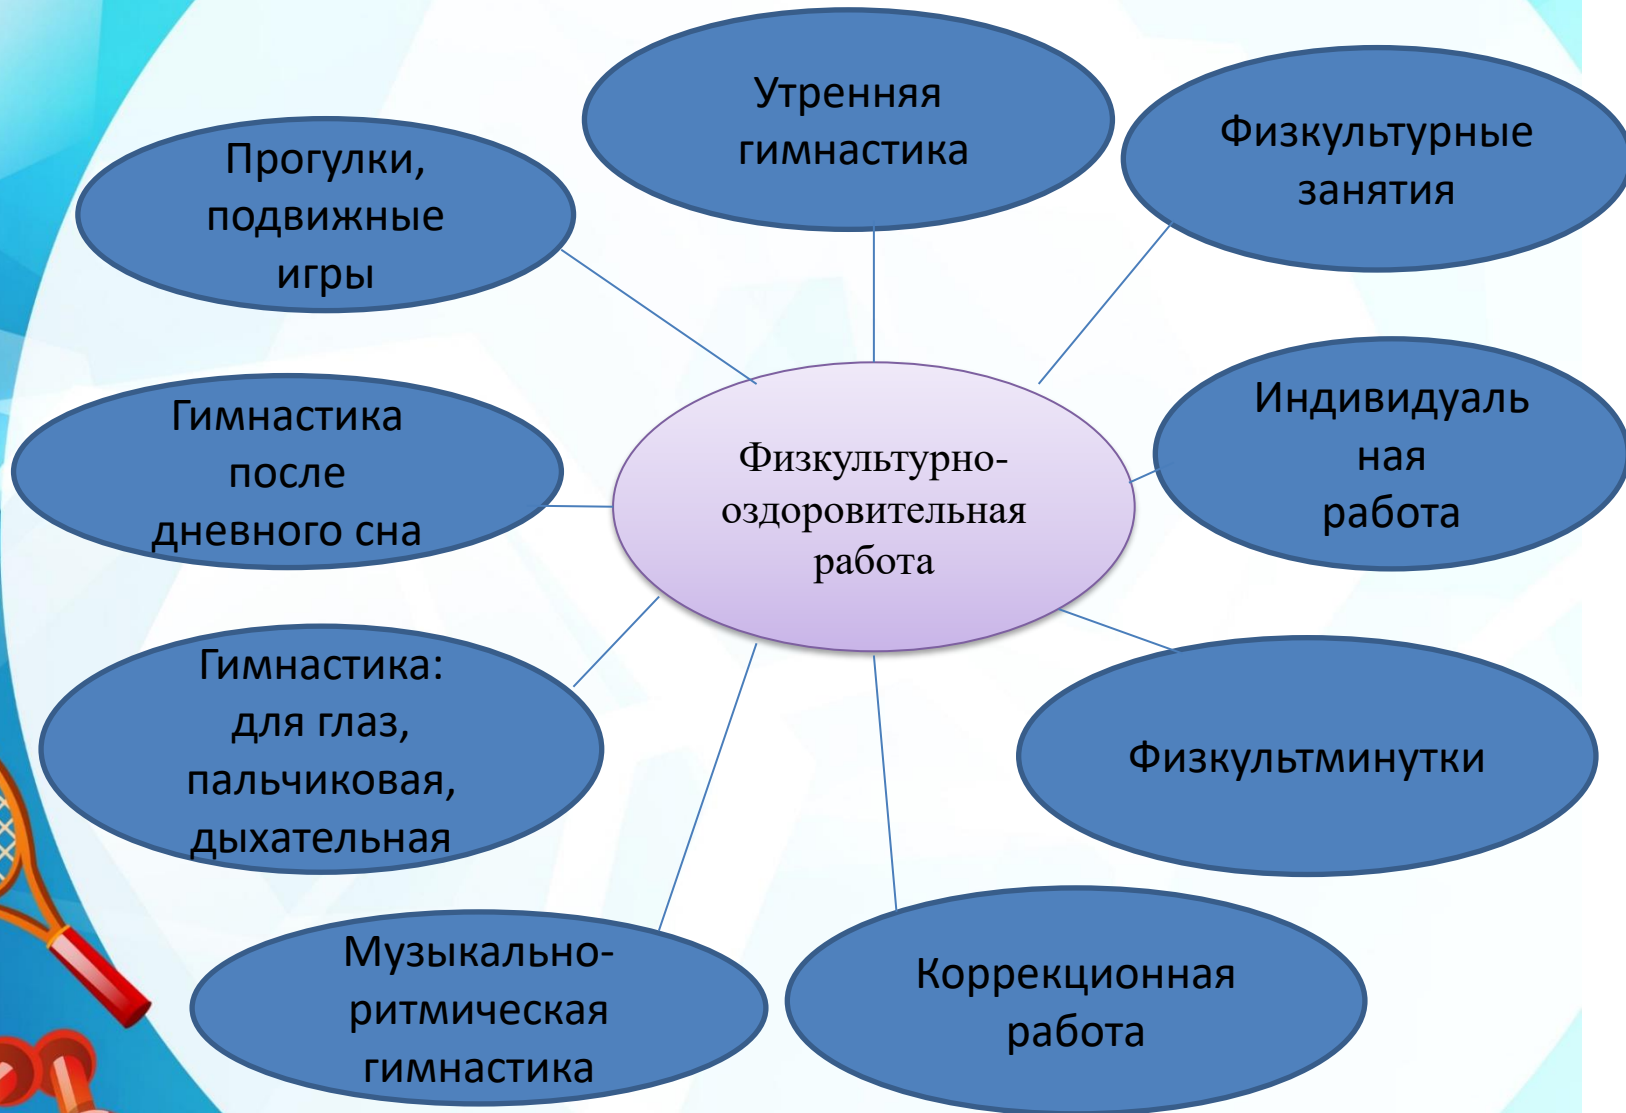 Утренняя
гимнастика
Физкультурные
занятия
Прогулки,
подвижные
игры
Индивидуаль
ная
работа
Гимнастика
после
дневного сна
Физкультурно-
оздоровительная
работа
Гимнастика:
для глаз,
пальчиковая,
дыхательная
Физкультминутки
Музыкально-
ритмическая
гимнастика
Коррекционная
работа